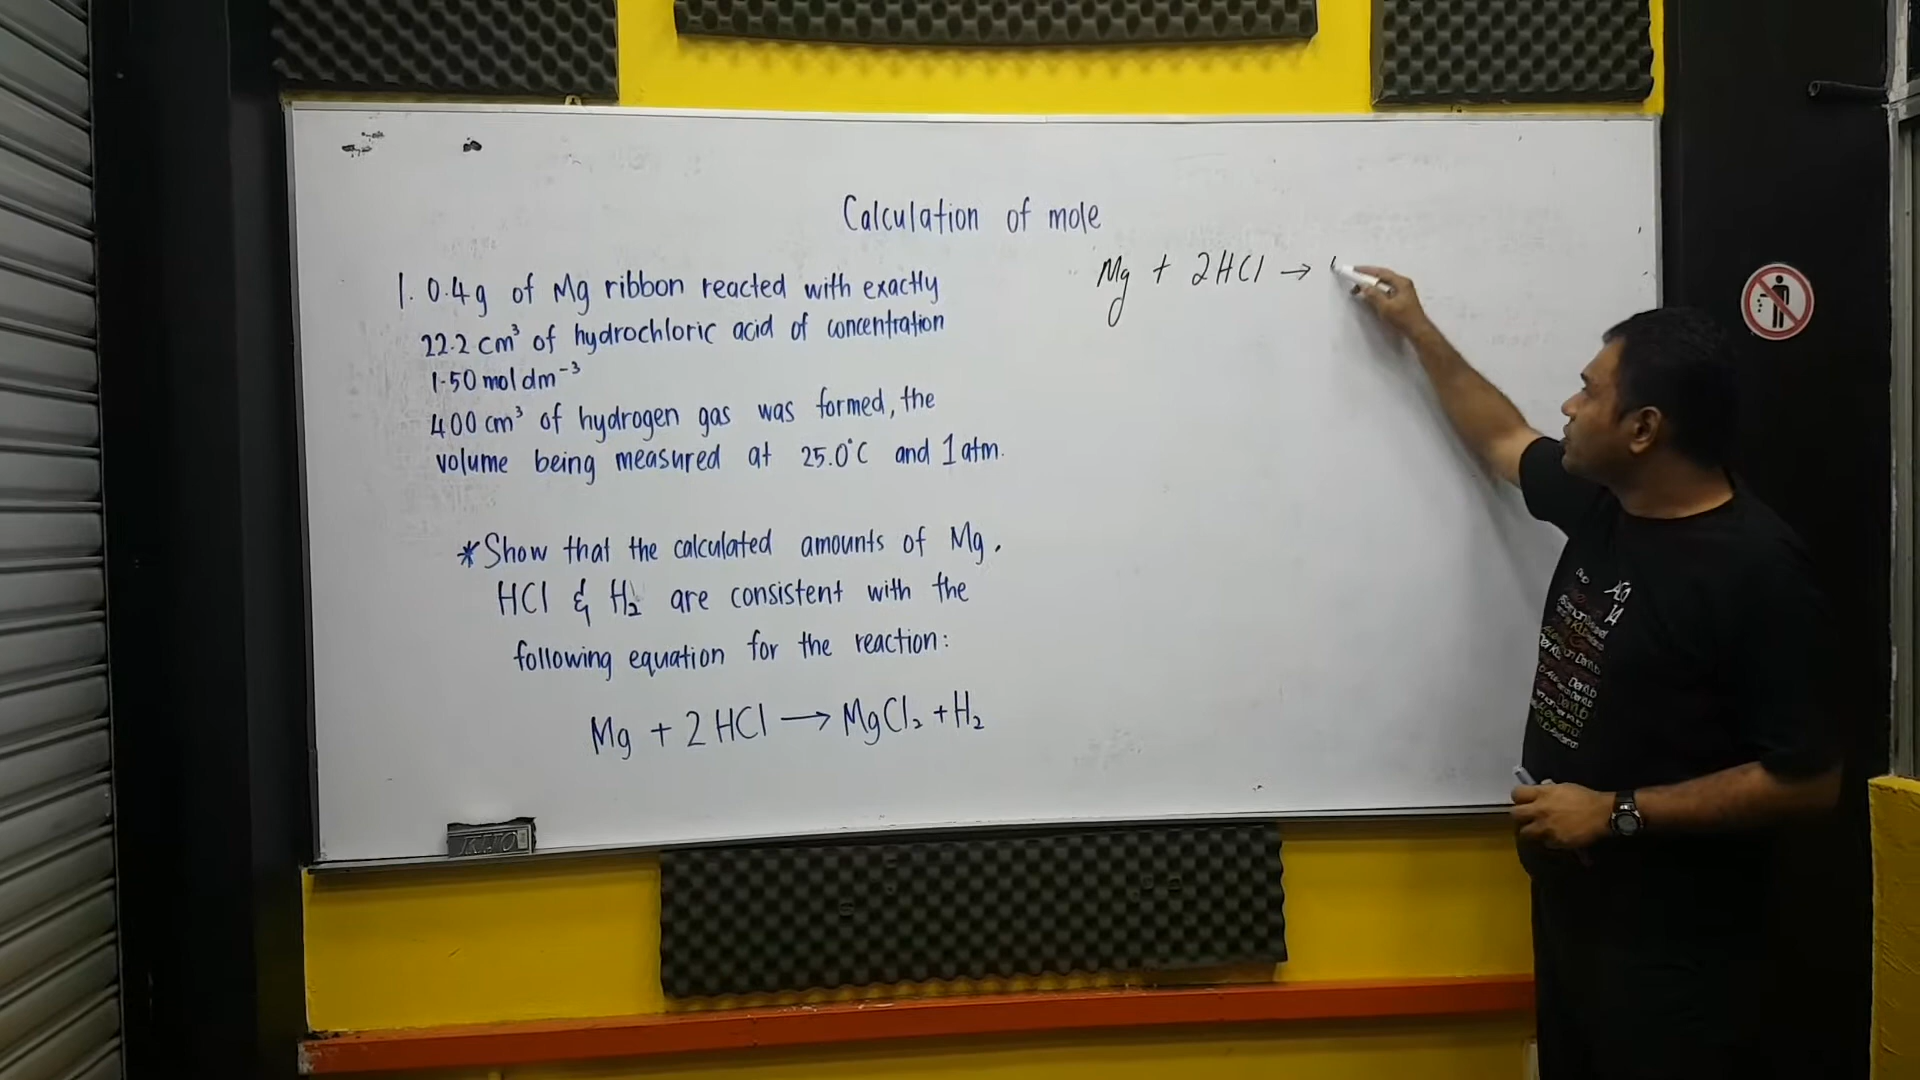 Calculation of mole
1. 0.4g of Mg ribbon reacted with exactly
22.2 cm³ of hydrochloric acid of concentration
1.50 mol dm⁻³
400 cm³ of hydrogen gas was formed, the
volume being measured at 25.0°C and 1 atm.
*Show that the calculated amounts of Mg.
HCl & H₂ are consistent with the
following equation for the reaction:
Mg + 2 HCl → MgCl₂ + H₂
Mg + 2HCl →